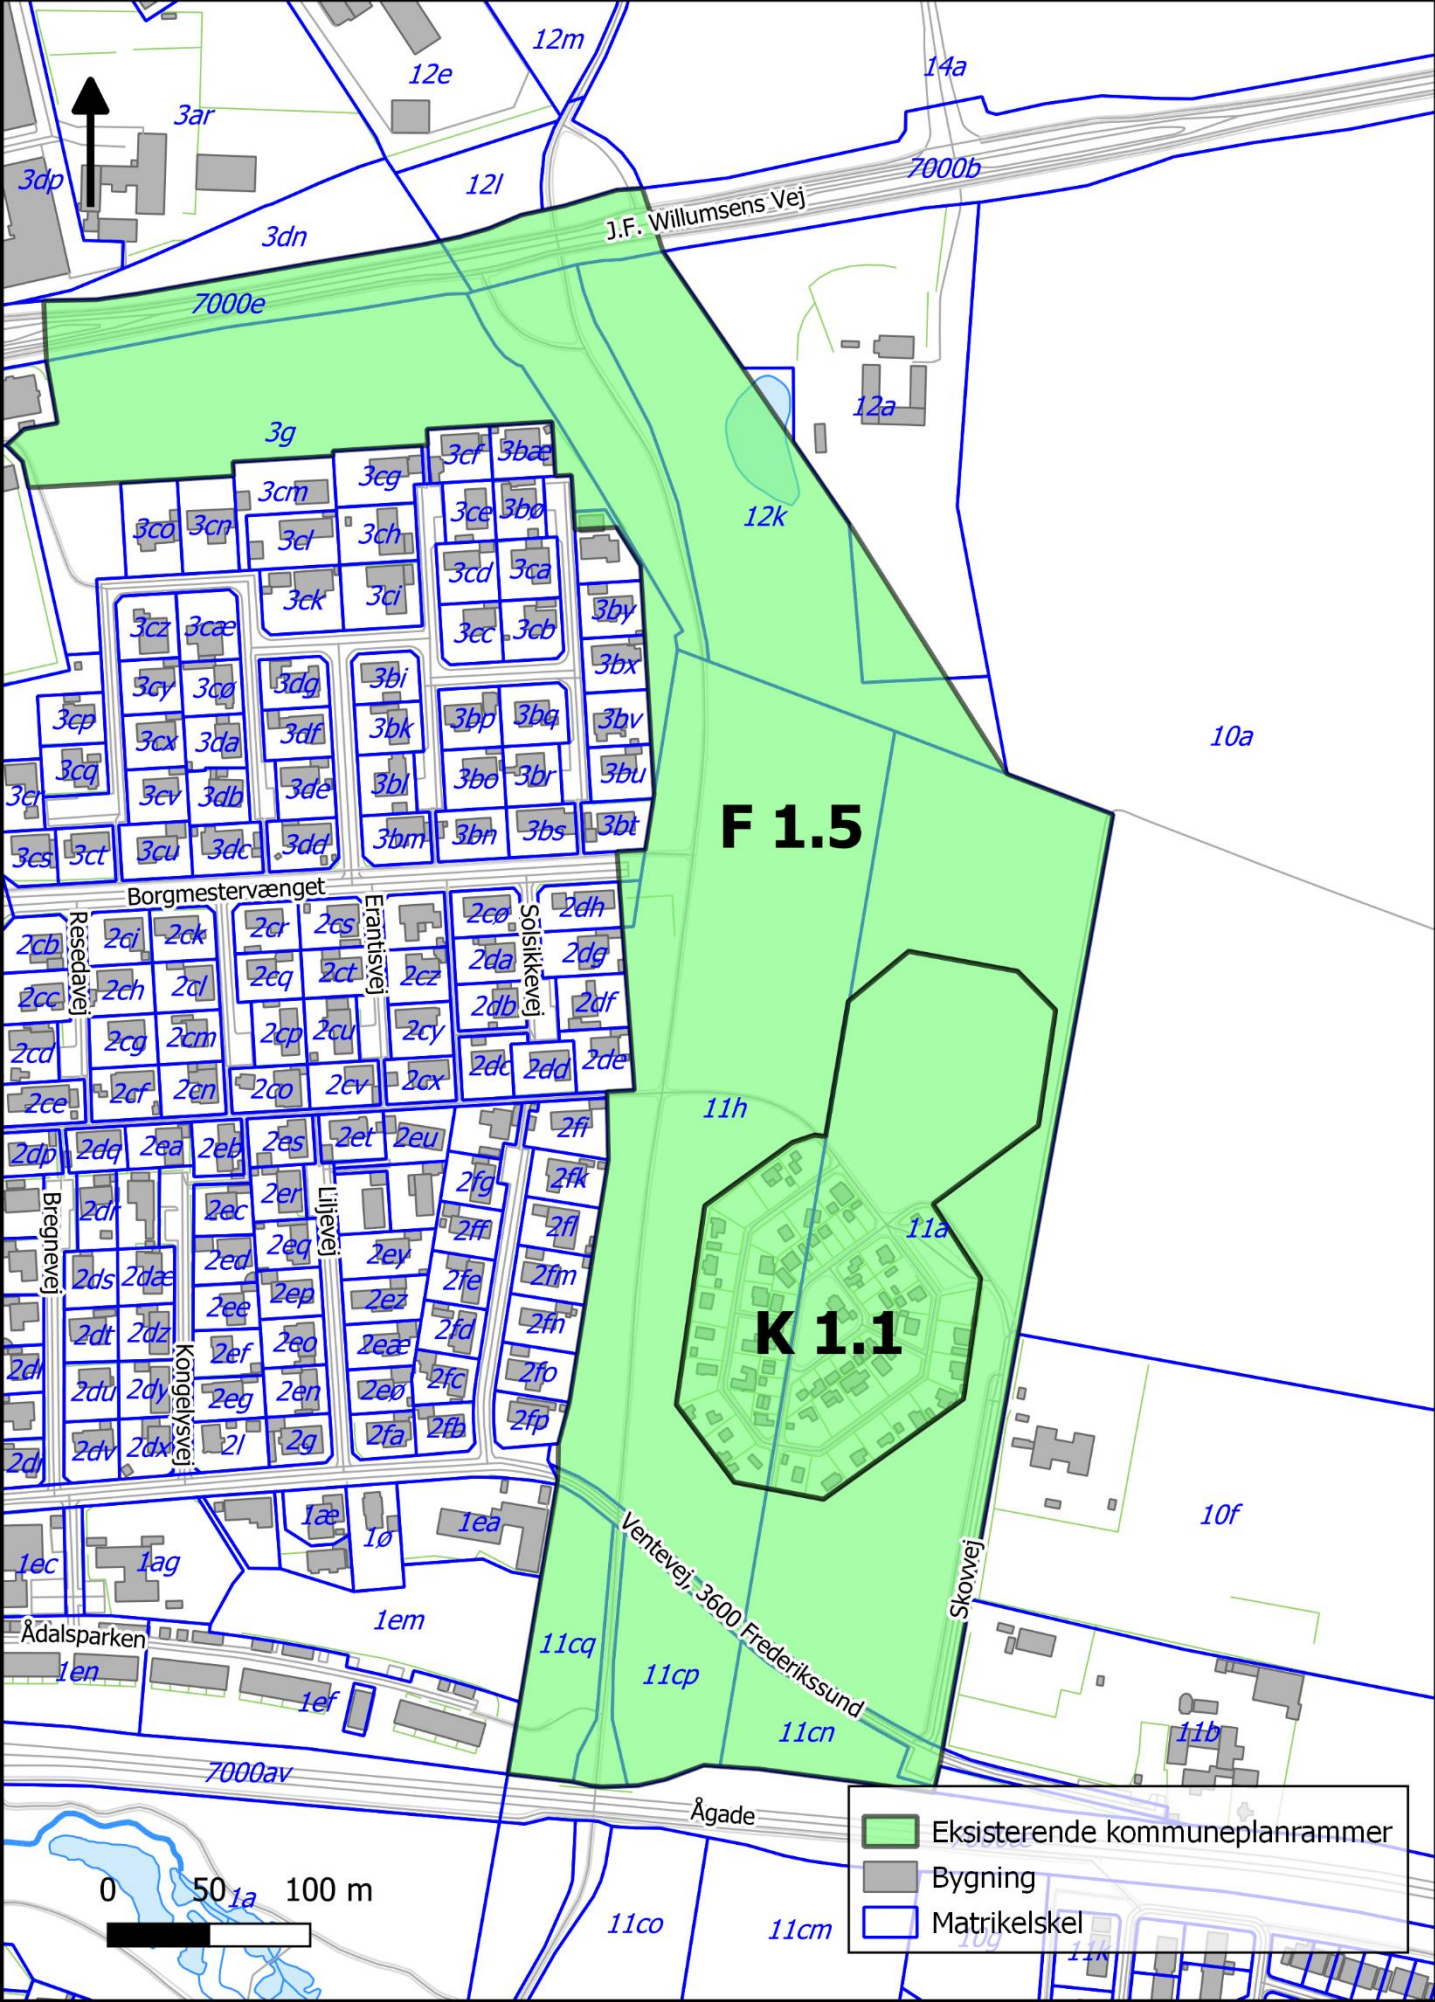 12m
12e
14a
3ar
7000b
3dp
12l
J.F. Willumsens Vej
3dn
7000e
12a
3g
3cf
3bæ
3cg
3cm
3ce
3bø
12k
3co
3cn
3cl
3ch
3cd
3ca
3ck
3ci
3by
3cz
3cæ
3cc
3cb
3bx
3cy
3cø
3dg
3bi
3cp
3cx
3da
3df
3bk
3bp
3bq
3bv
10a
3cq
3cr
3cv
3db
3de
3bl
3bo
3br
3bu
F 1.5
3cs
3ct
3cu
3dc
3dd
3bm
3bn
3bs
3bt
Borgmestervænget
Resedavej
Erantisvej
Solsikkevej
2cb
2ci
2ck
2cr
2cs
2cø
2dh
2cc
2ch
2cl
2cq
2ct
2cz
2da
2dg
2cd
2cg
2cm
2cp
2cu
2cy
2db
2df
2ce
2cf
2cn
2co
2cv
2cx
2dc
2dd
2de
11h
2dp
2dq
2ea
2eb
2es
2et
2eu
2fi
Bregnevej
2dr
2ec
2er
Liljevej
2fg
2fk
2ff
2fl
11a
2ds
2dæ
2ed
2eq
2ey
2fe
2fm
2dt
2dz
2ee
2ep
2ez
2fd
2fn
K 1.1
2du
2dy
Kongelysvej
2ef
2eo
2eæ
2fc
2fo
2eg
2en
2eø
2dv
2dx
2l
2g
2fa
2fb
2fp
1æ
1ø
1ea
10f
Ventevej, 3600 Frederikssund
Skovvej
1ec
1ag
1em
Ådalsparken
1en
1ef
11cq
11cp
11cn
11b
7000av
Ågade
Eksisterende kommuneplanrammer
Bygning
Matrikelskel
0 50 100 m
1a
11co
11cm
10g
11k